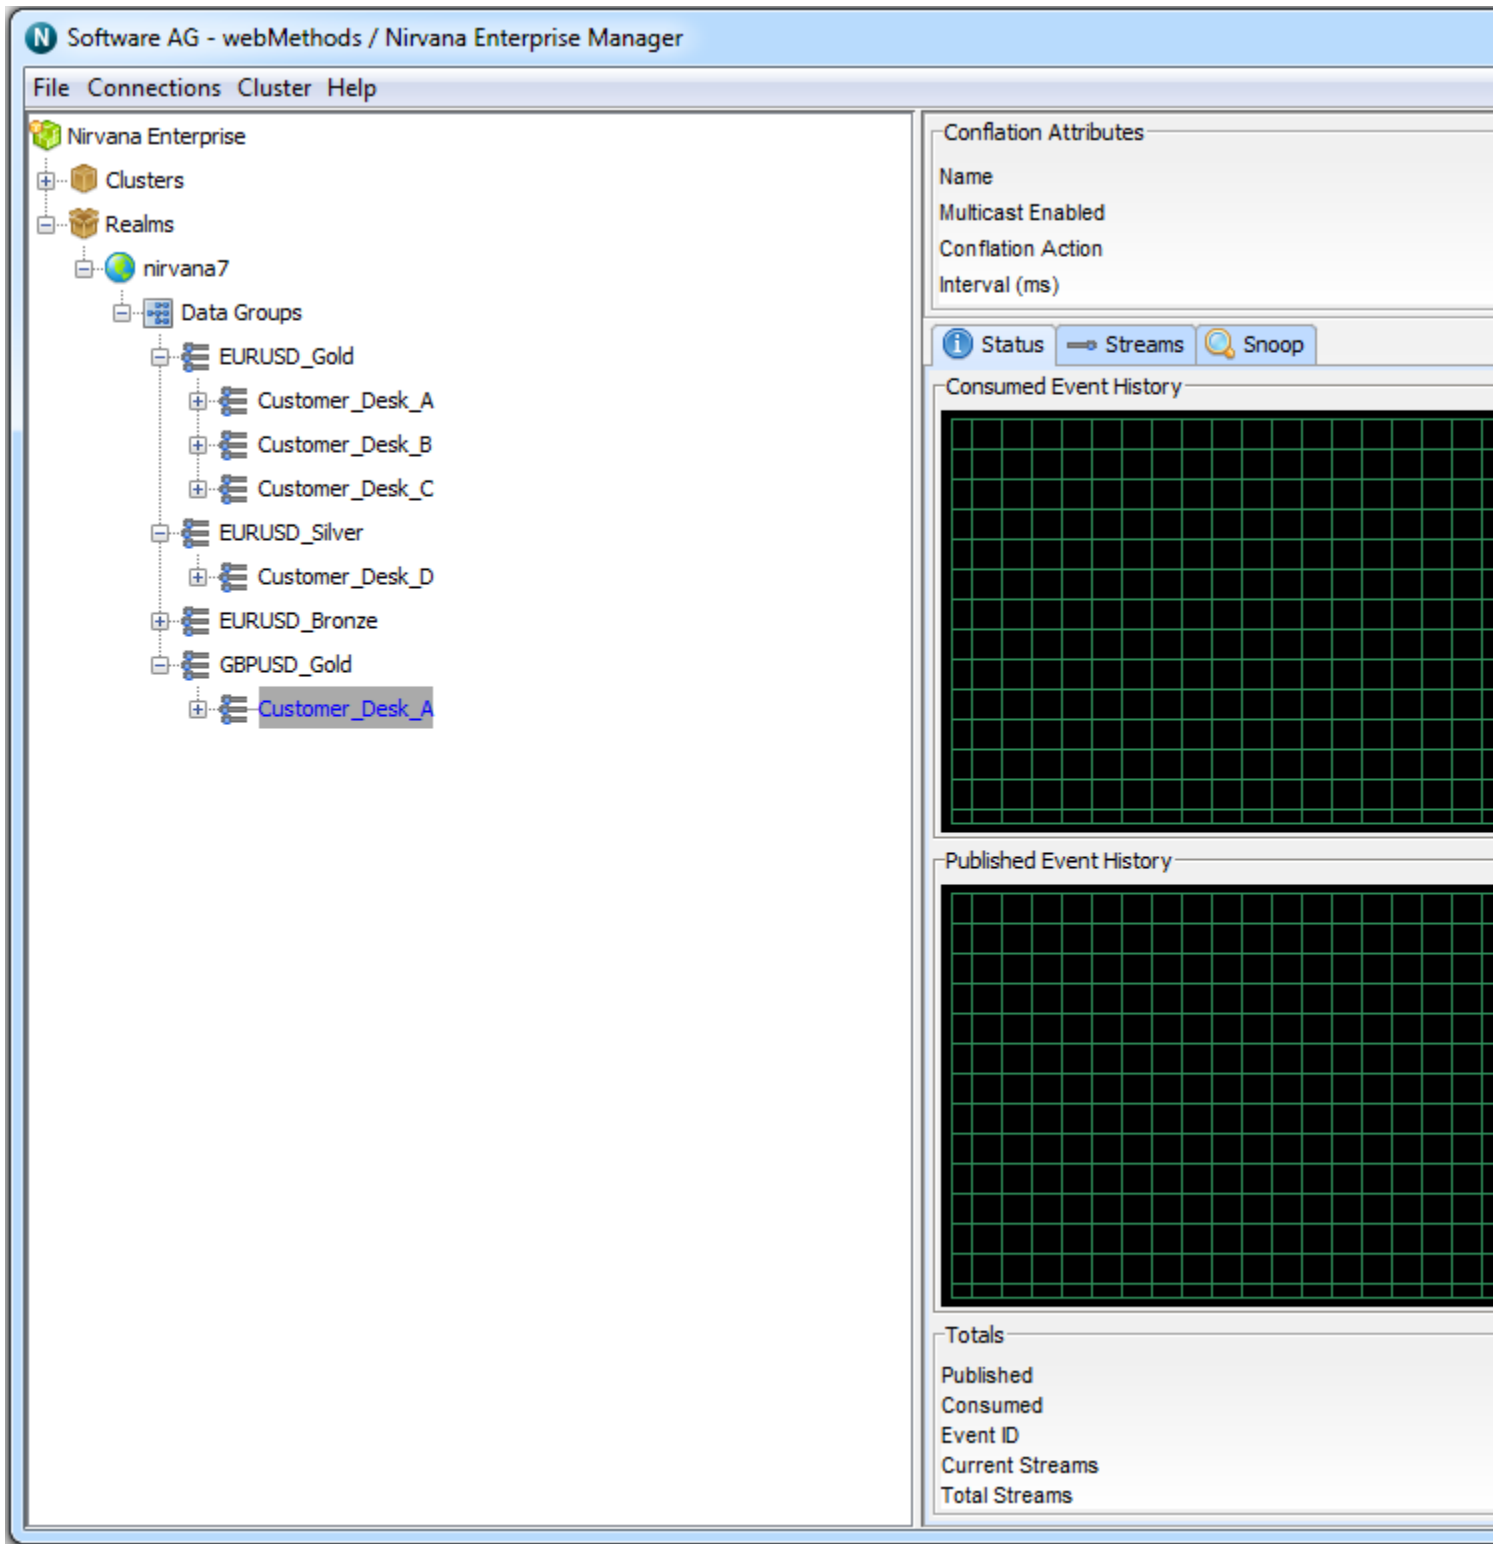 Software AG - webMethods / Nirvana Enterprise Manager
File Connections Cluster Help
Nirvana Enterprise
Clusters
Realms
nirvana7
Data Groups
EURUSD_Gold
Customer_Desk_A
Customer_Desk_B
Customer_Desk_C
EURUSD_Silver
Customer_Desk_D
EURUSD_Bronze
GBPUSD_Gold
Customer_Desk_A
Conflation Attributes
Name
Multicast Enabled
Conflation Action
Interval (ms)
Status Streams Snoop
Consumed Event History
Published Event History
Totals
Published
Consumed
Event ID
Current Streams
Total Streams